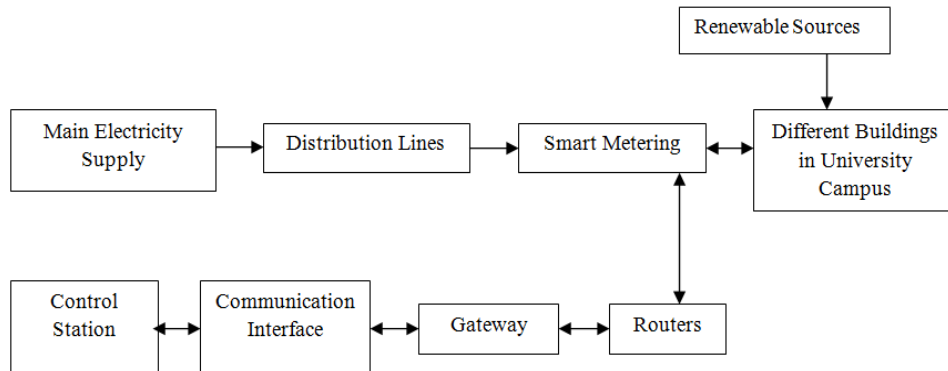 Renewable Sources
Main Electricity
Supply
Distribution Lines
Smart Metering
Different Buildings
in University
Campus
Control
Station
Communication
Interface
Gateway
Routers